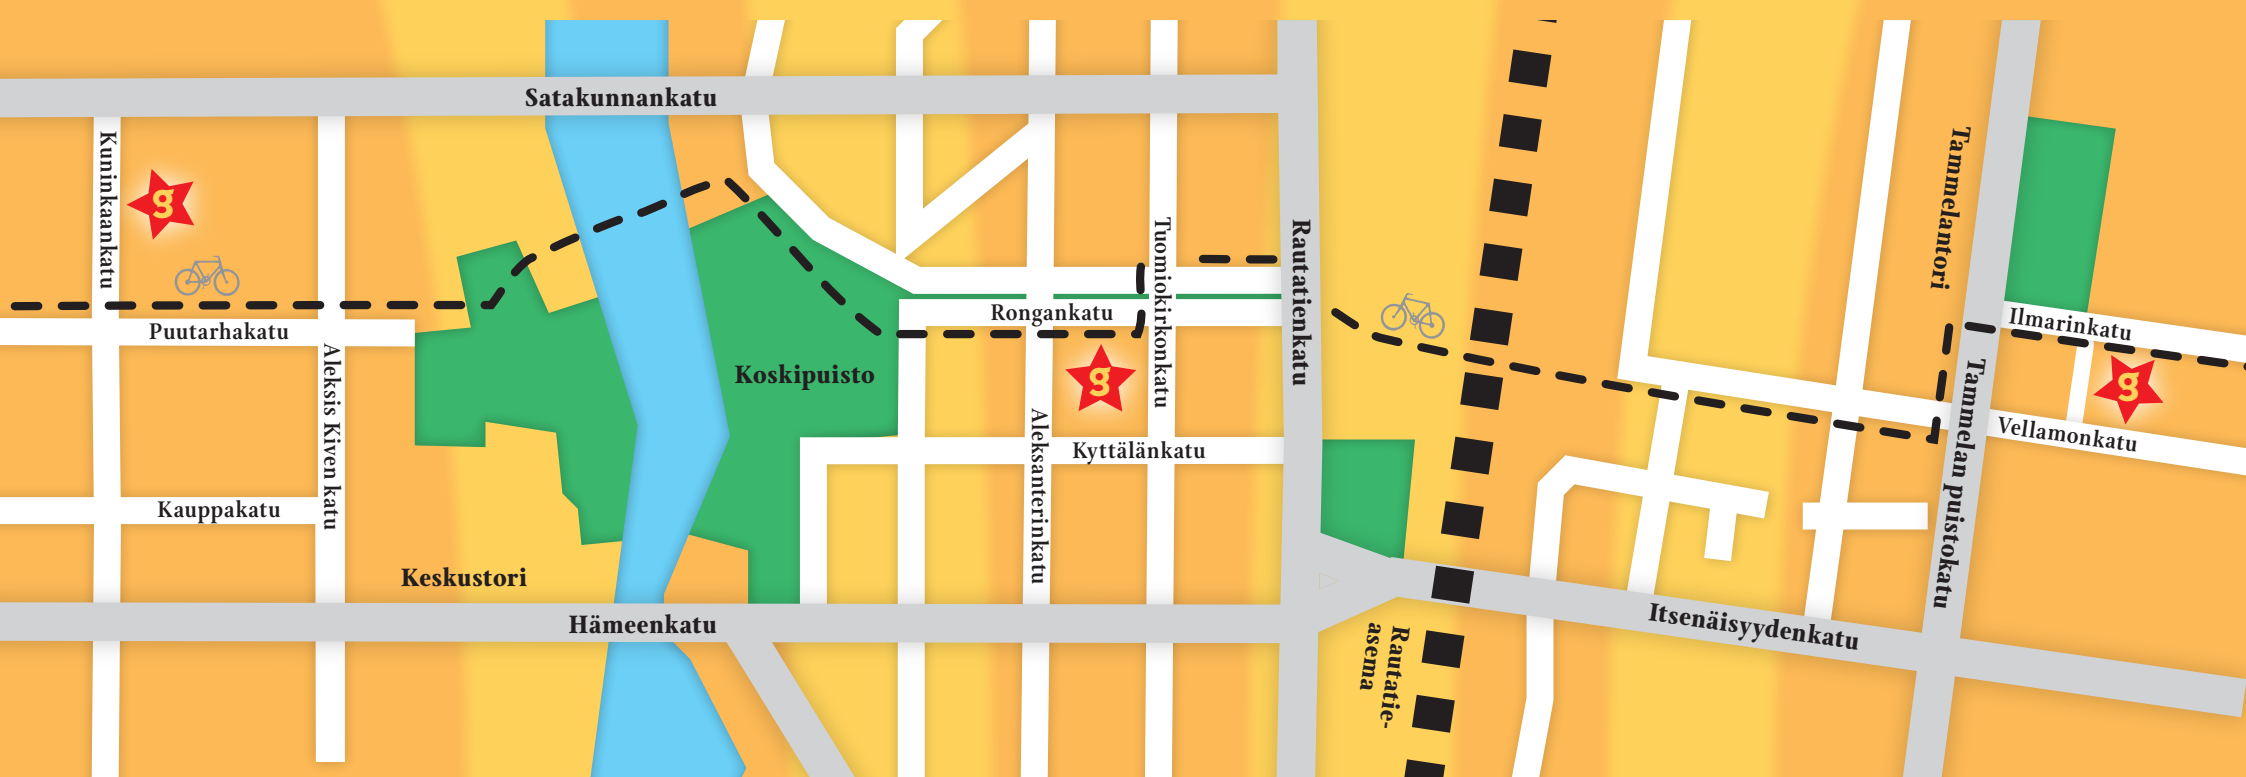 Satakunnankatu
Kuninkaankatu
g
Puutarhakatu
Aleksis Kiven katu
Kauppakatu
Keskustori
Hämeenkatu
Koskipuisto
Rongankatu
Tuomiokirkonkatu
g
Aleksanterinkatu
Kyttälänkatu
Rautatienkatu
Rautatie-
asema
Itsenäisyydenkatu
Tammelantori
Tammelan puistokatu
Ilmarinkatu
g
Vellamonkatu